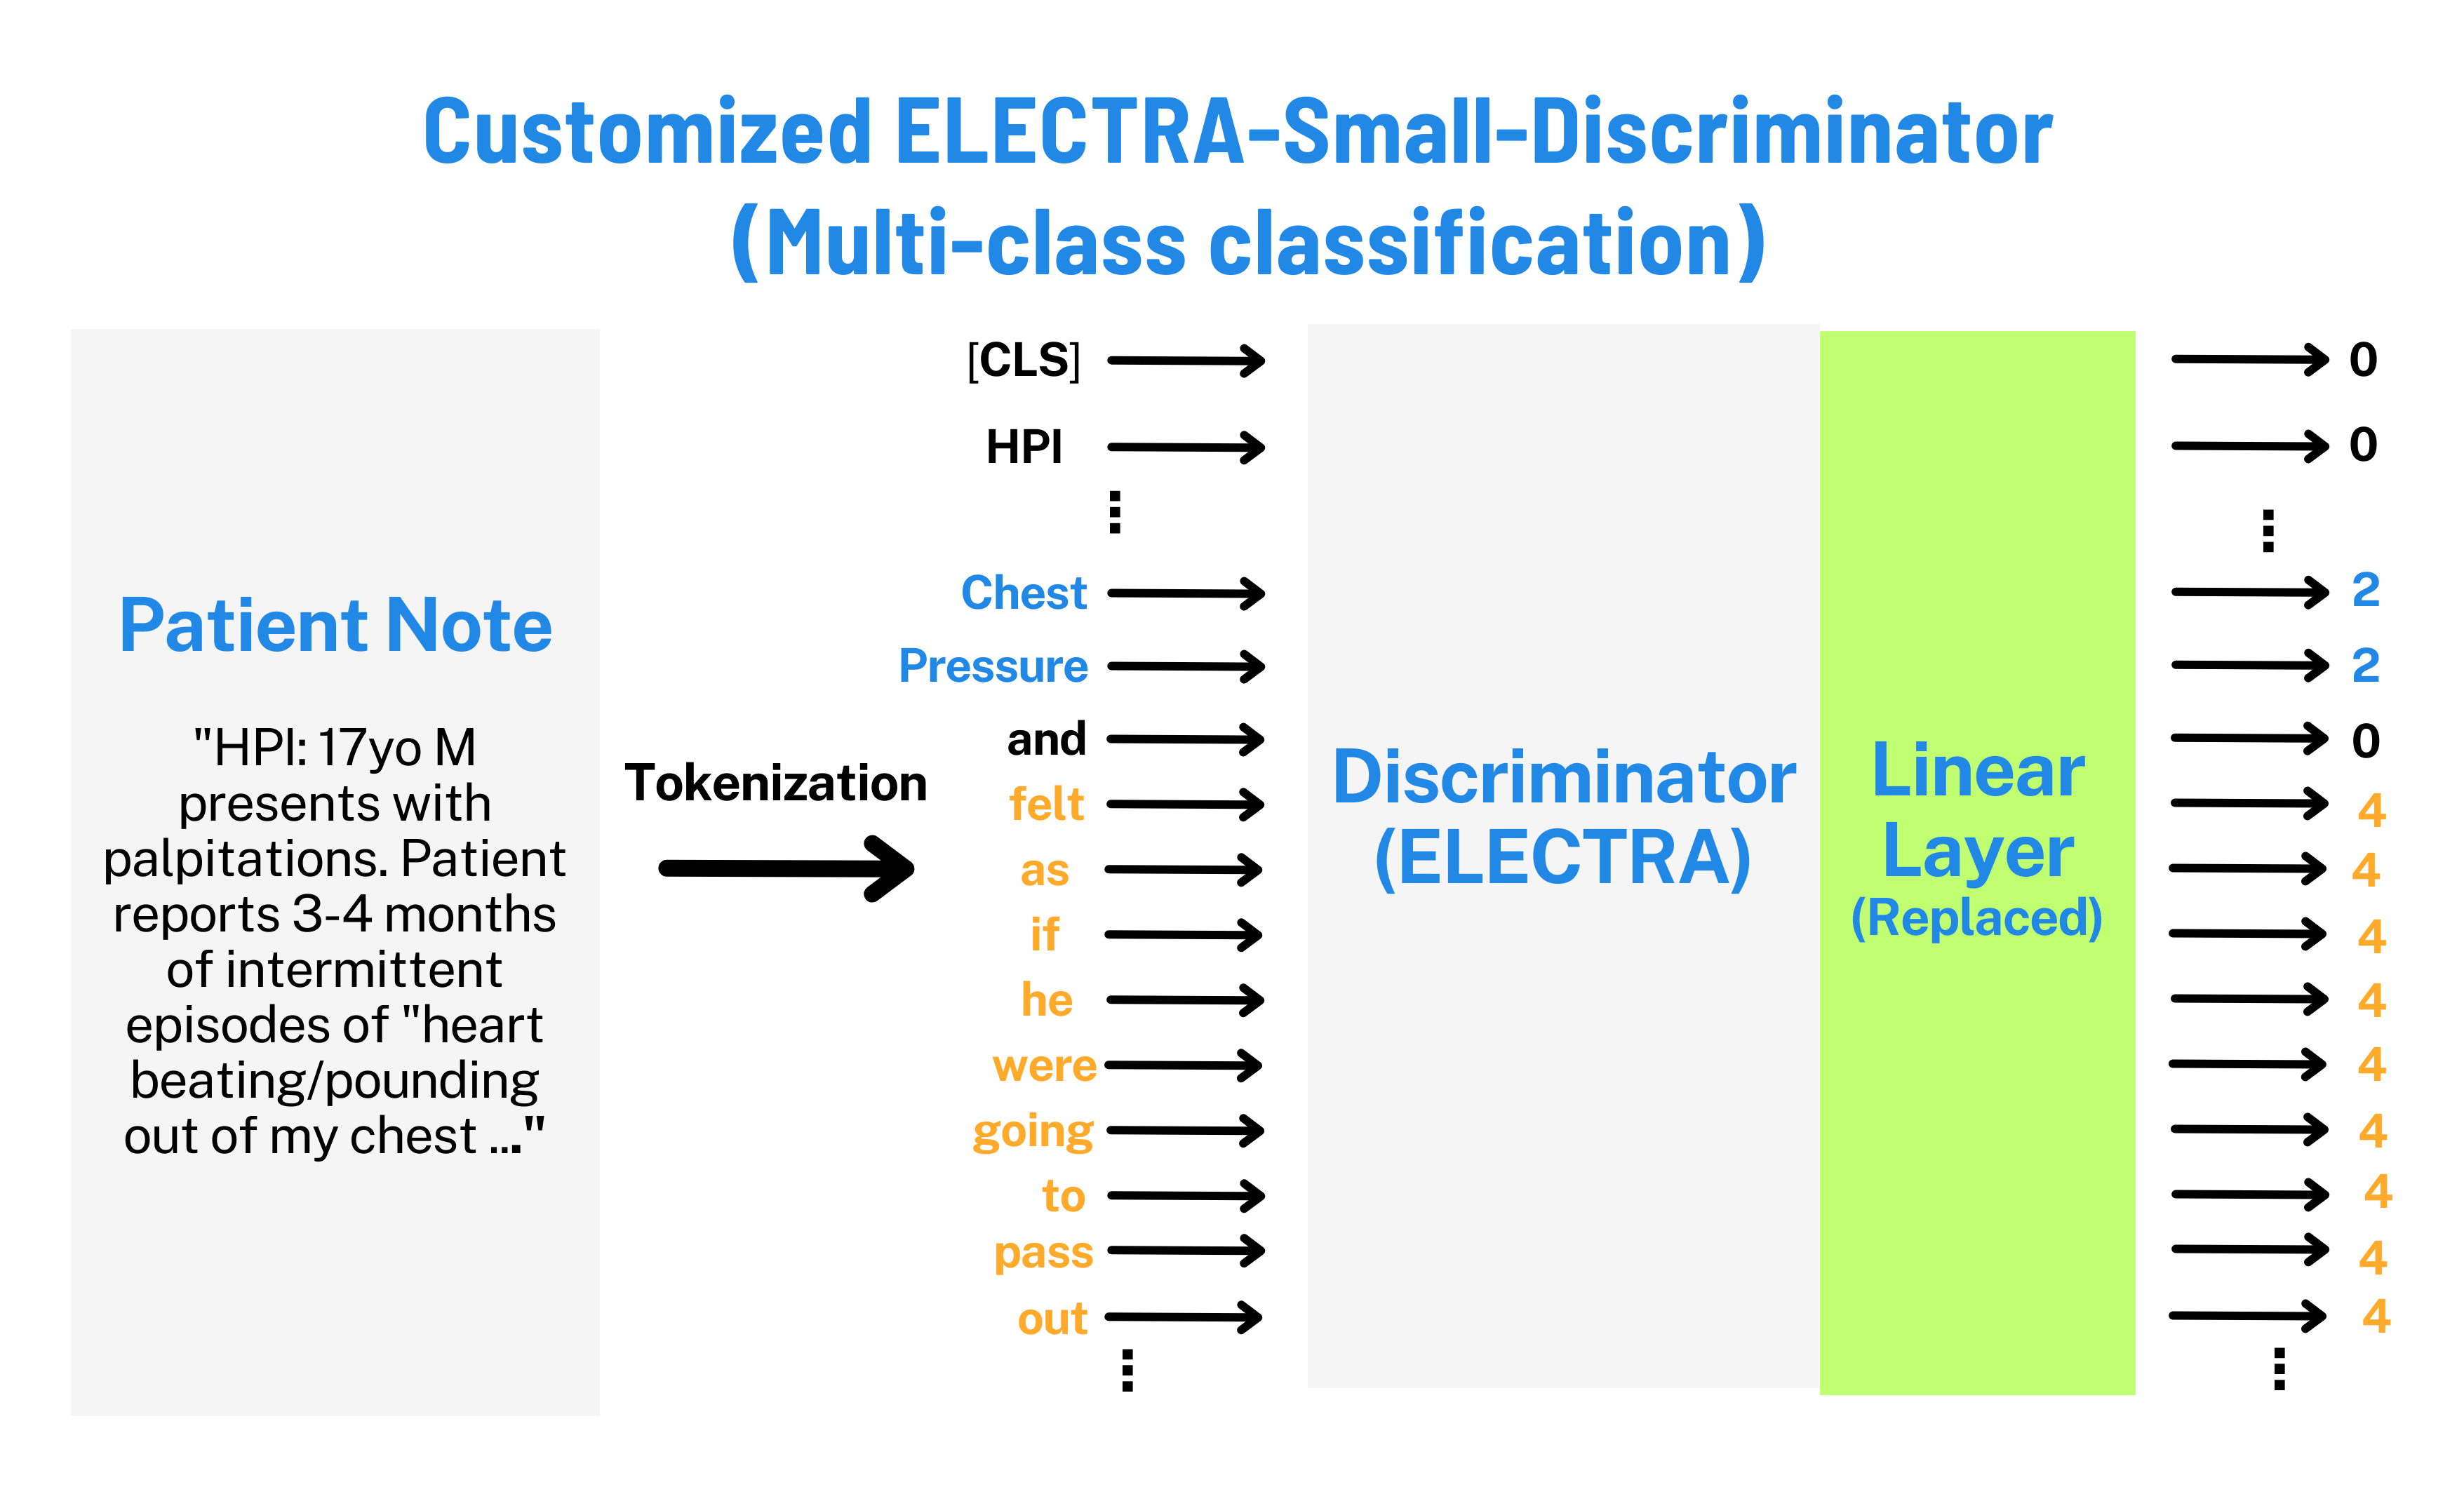 Customized ELECTRA-Small-Discriminator
(Multi-class classification)
Patient Note
"HPI: 17yo M
presents with
palpitations. Patient
reports 3-4 months
of intermittent
episodes of "heart
beating/pounding
out of my chest ..."
Tokenization
[CLS]
HPI
Chest
Pressure
and
felt
as
if
he
were
going
to
pass
out
Discriminator
(ELECTRA)
Linear
Layer
(Replaced)
0
0
2
2
0
4
4
4
4
4
4
4
4
4